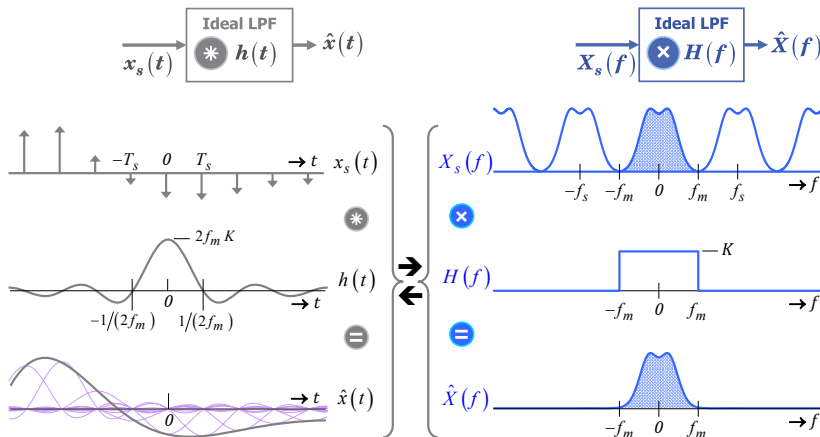 Ideal LPF
x_s(t) * h(t) x̂(t)
Ideal LPF
X_s(f) × H(f) X̂(f)
−T_s 0 T_s → t x_s(t)
X_s(f) −f_s −f_m 0 f_m f_s → f
*
×
2f_m K
h(t)
−1/(2f_m) 0 1/(2f_m) → t
K
H(f)
−f_m 0 f_m → f
=
=
0 → t x̂(t)
X̂(f) −f_m 0 f_m → f